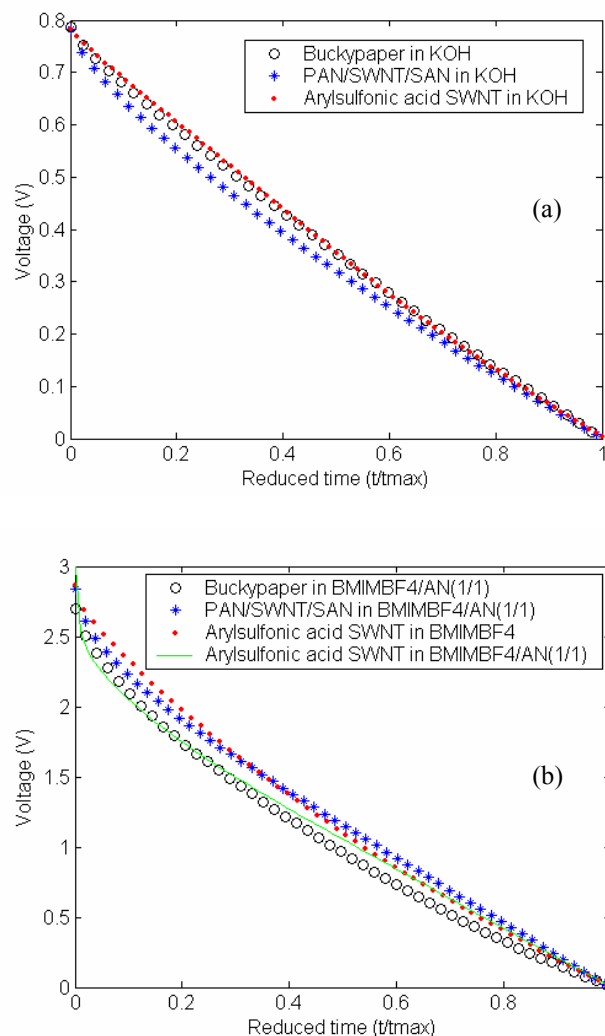 0.8
Buckypaper in KOH
PAN/SWNT/SAN in KOH
Arylsulfonic acid SWNT in KOH
0.7
0.6
0.5
(a)
Voltage (V)
0.4
0.3
0.2
0.1
0
0 0.2 0.4 0.6 0.8 1
Reduced time (t/tmax)
3
Buckypaper in BMIMBF4/AN(1/1)
PAN/SWNT/SAN in BMIMBF4/AN(1/1)
Arylsulfonic acid SWNT in BMIMBF4
Arylsulfonic acid SWNT in BMIMBF4/AN(1/1)
2.5
2
(b)
Voltage (V)
1.5
1
0.5
0
0 0.2 0.4 0.6 0.8
Reduced time (t/tmax)